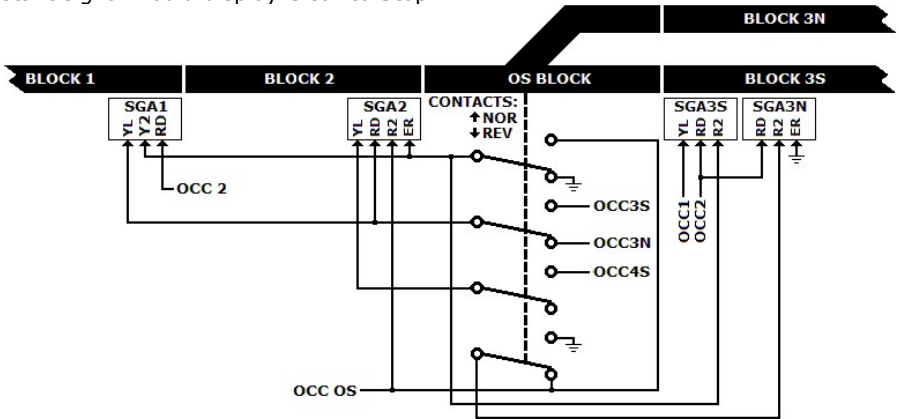 BLOCK 3N
BLOCK 1
BLOCK 2
OS BLOCK
BLOCK 3S
SGA1
YL
Y2
RD
SGA2
YL
RD
R2
ER
CONTACTS:
↑ NOR
↓ REV
SGA3S
YL
RD
R2
SGA3N
RD
R2
ER
OCC 2
OCC3S
OCC3N
OCC4S
OCC1
OCC2
OCC OS